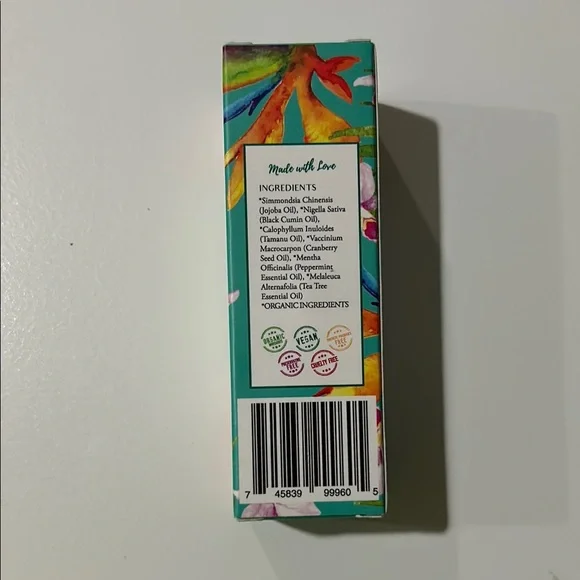 Made with Love
INGREDIENTS
*Simmondsia Chinensis
(Jojoba Oil), *Nigella Sativa
(Black Cumin Oil),
*Calophyllum Inuloides
(Tamanu Oil), *Vaccinium
Macrocarpon (Cranberry
Seed Oil), *Mentha
Officinalis (Peppermint
Essential Oil), *Melaleuca
Alternafolia (Tea Tree
Essential Oil)
*ORGANIC INGREDIENTS
ORGANIC
VEGAN
FREE
PRESERVATIVE
FREE
CRUELTY FREE
7 45839 99960 5